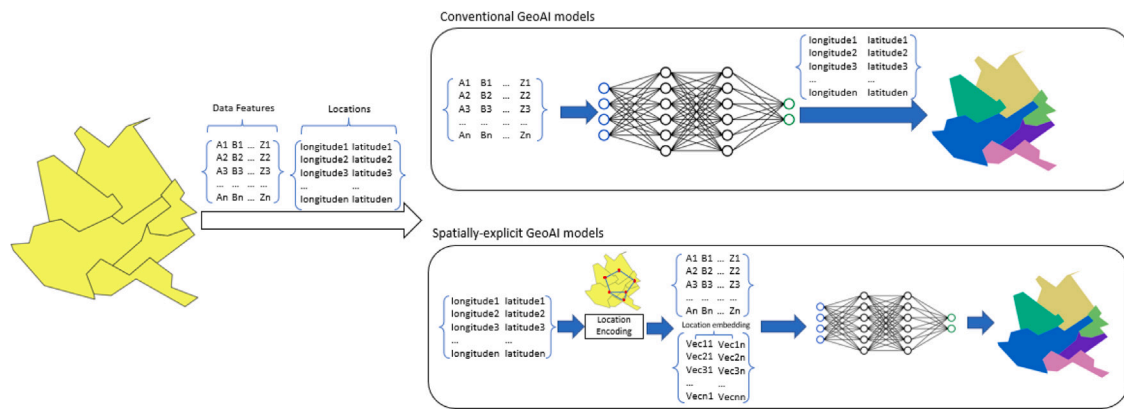 Conventional GeoAI models
longitude1 latitude1
longitude2 latitude2
longitude3 latitude3
... ...
longituden latituden
A1 B1 ... Z1
A2 B2 ... Z2
A3 B3 ... Z3
... ... ... ...
An Bn ... Zn
Data Features
Locations
A1 B1 ... Z1
A2 B2 ... Z2
A3 B3 ... Z3
... ... ... ...
An Bn ... Zn
longitude1 latitude1
longitude2 latitude2
longitude3 latitude3
... ...
longituden latituden
Spatially-explicit GeoAI models
longitude1 latitude1
longitude2 latitude2
longitude3 latitude3
... ...
longituden latituden
Location
Encoding
A1 B1 ... Z1
A2 B2 ... Z2
A3 B3 ... Z3
... ... ... ...
An Bn ... Zn
Location embedding
Vec11 Vec1n
Vec21 Vec2n
Vec31 Vec3n
... ...
Vecn1 Vecnn